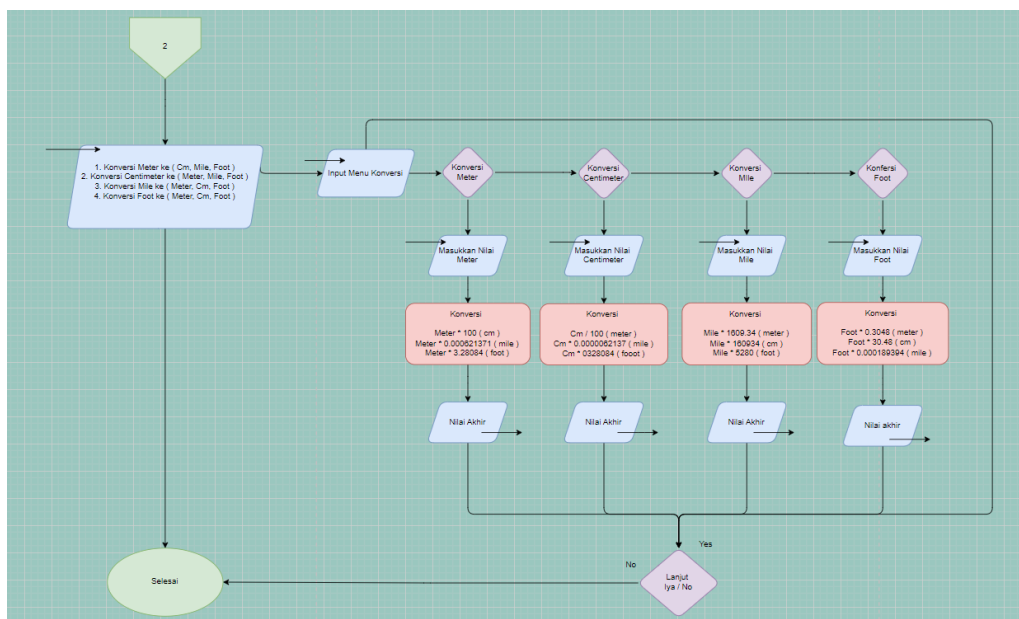 2
1. Konversi Meter ke ( Cm, Mile, Foot )
2. Konversi Centimeter ke ( Meter, Mile, Foot )
3. Konversi Mile ke ( Meter, Cm, Foot )
4. Konversi Foot ke ( Meter, Cm, Foot )
Input Menu Konversi
Konversi
Meter
Konversi
Centimeter
Konversi
Mile
Konfersi
Foot
Masukkan Nilai
Meter
Masukkan Nilai
Centimeter
Masukkan Nilai
Mile
Masukkan Nilai
Foot
Konversi
Meter * 100 ( cm )
Meter * 0.000621371 ( mile )
Meter * 3.28084 ( foot )
Konversi
Cm / 100 ( meter )
Cm * 0.0000062137 ( mile )
Cm * 0328084 ( fooot )
Konversi
Mile * 1609.34 ( meter )
Mile * 160934 ( cm )
Mile * 5280 ( foot )
Konversi
Foot * 0.3048 ( meter )
Foot * 30.48 ( cm )
Foot * 0.000189394 ( mile )
Nilai Akhir
Nilai Akhir
Nilai Akhir
Nilai akhir
Yes
No
Lanjut
Iya / No
Selesai